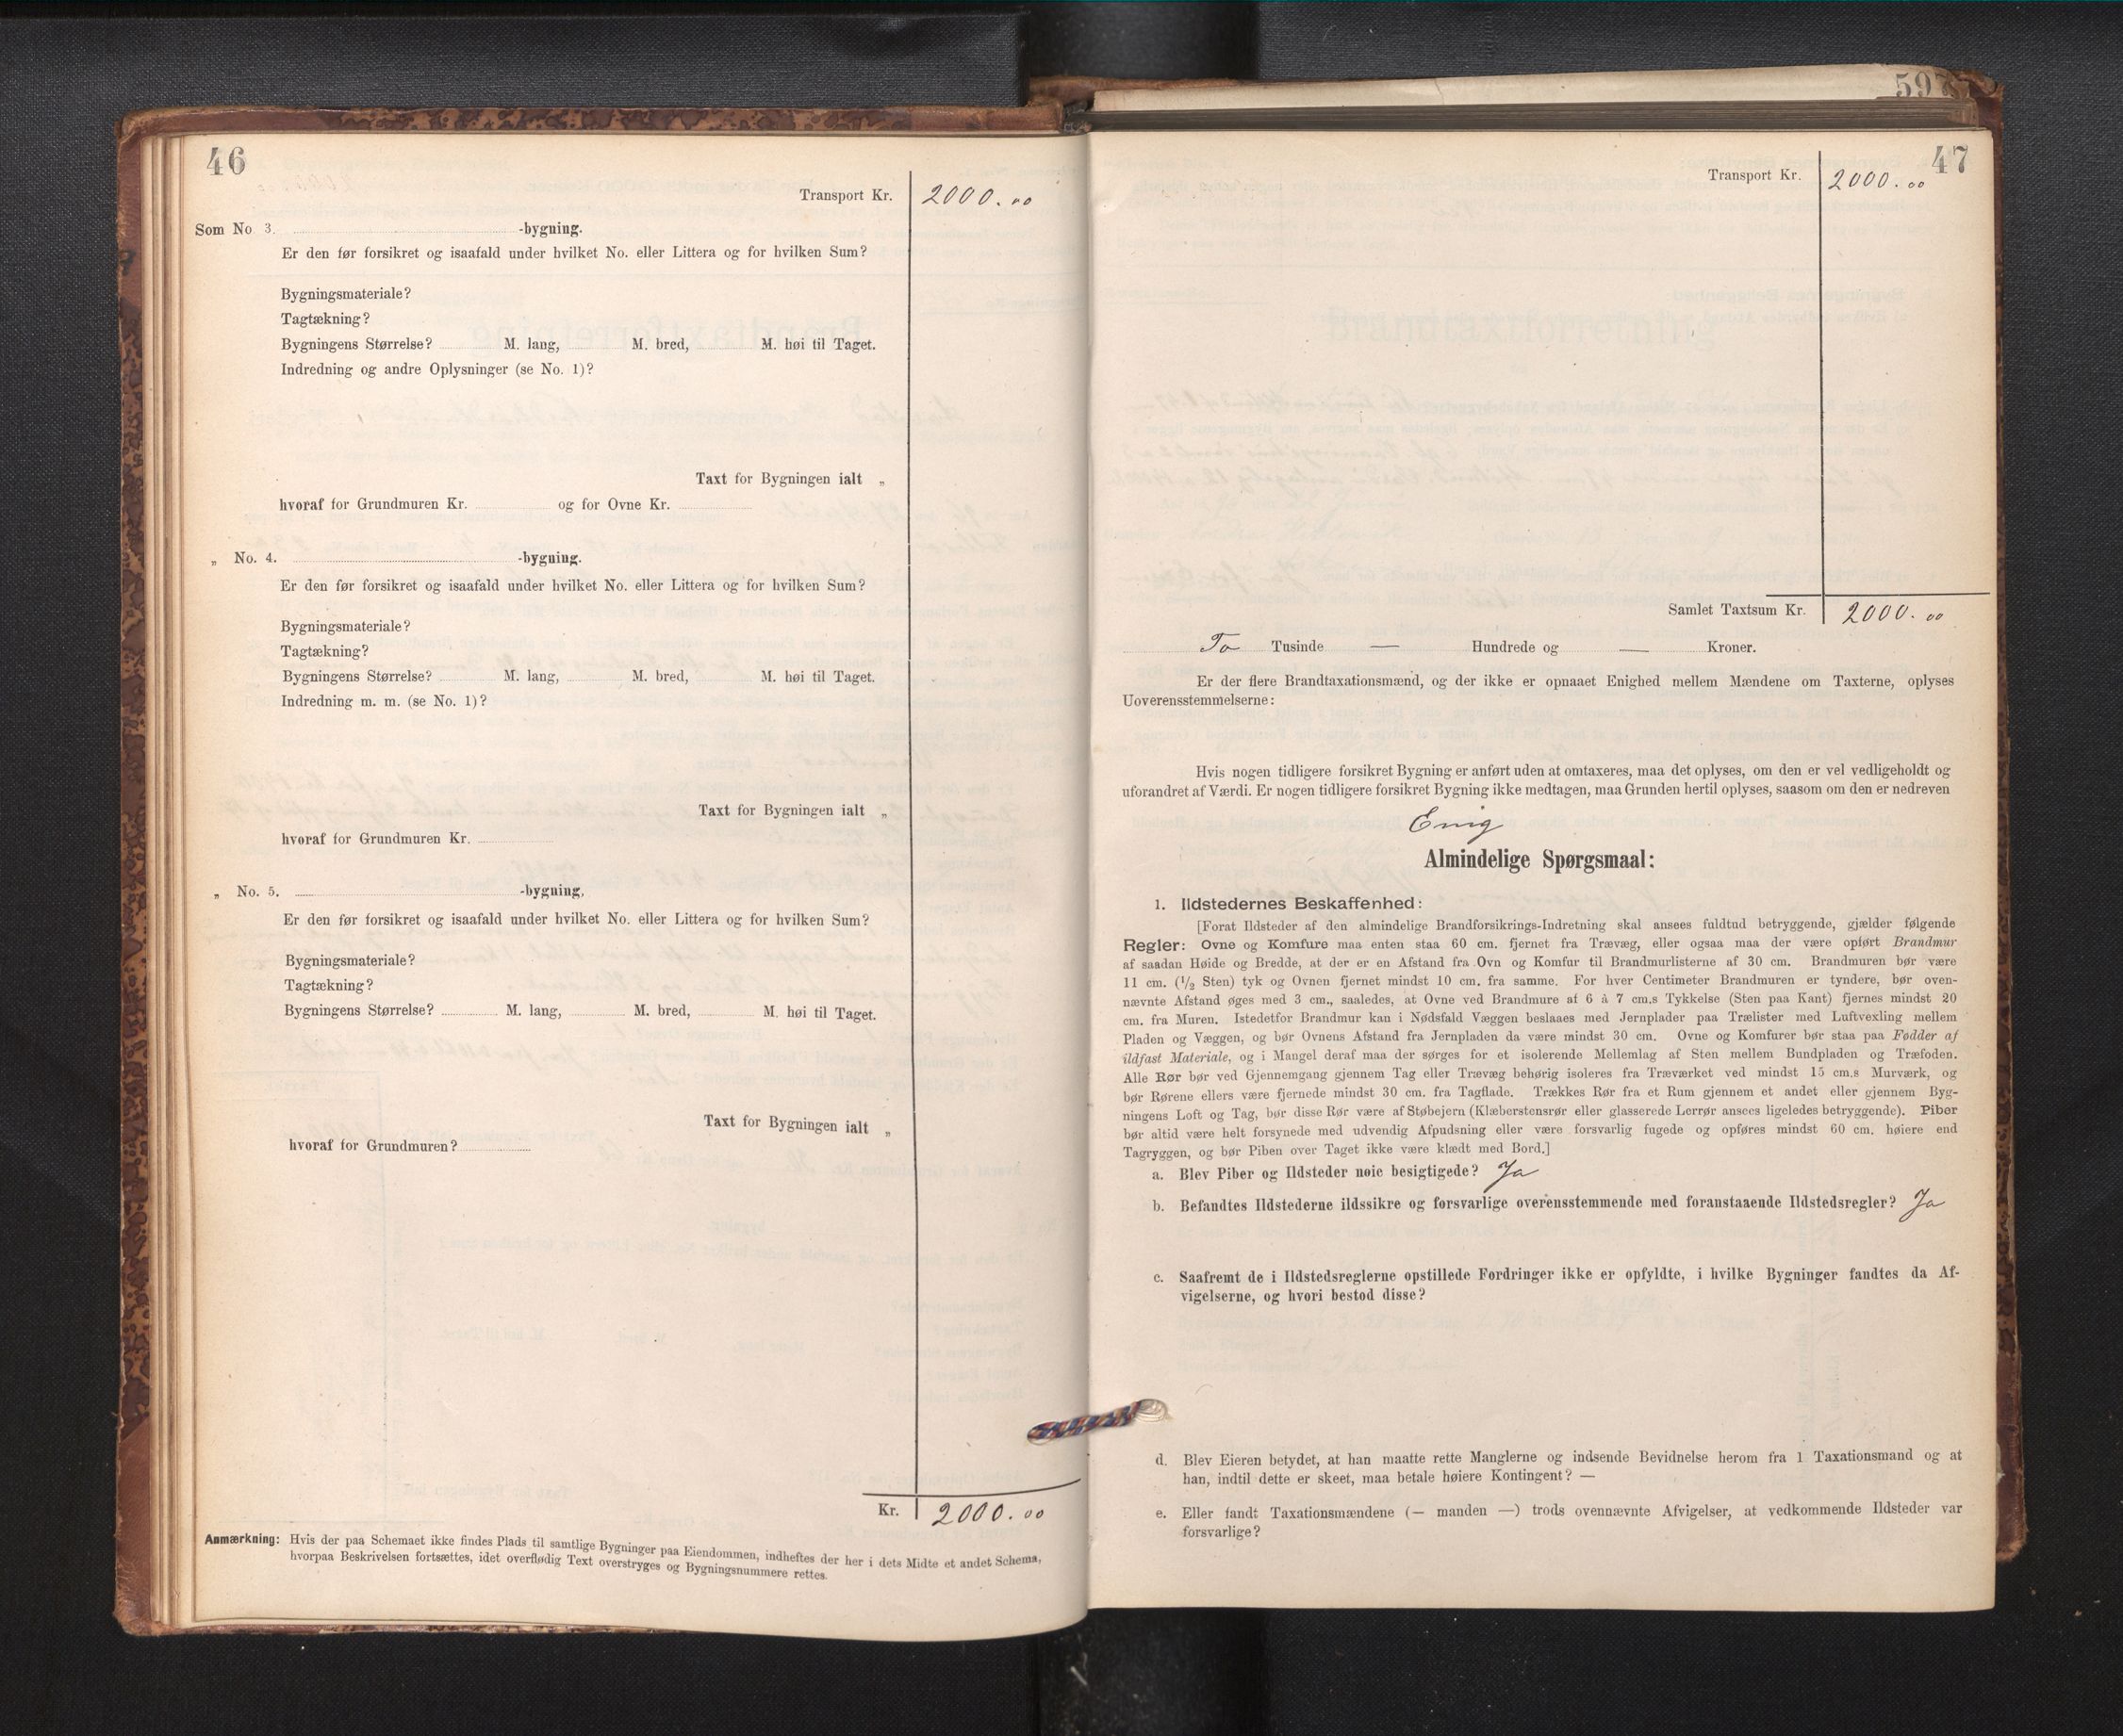 46
Transport Kr. 2000.00
Som No. 3. -bygning.
Er den før forsikret og isaafald under hvilket No. eller Littera og for hvilken Sum?
Bygningsmateriale?
Tagtækning?
Bygningens Størrelse? M. lang, M. bred, M. høi til Taget.
Indredning og andre Oplysninger (se No. 1)?
Taxt for Bygningen ialt „
hvoraf for Grundmuren Kr. og for Ovne Kr.
„ No. 4. -bygning.
Er den før forsikret og isaafald under hvilket No. eller Littera og for hvilken Sum?
Bygningsmateriale?
Tagtækning?
Bygningens Størrelse? M. lang, M. bred, M. høi til Taget.
Indredning m. m. (se No. 1)?
Taxt for Bygningen ialt „
hvoraf for Grundmuren Kr.
„ No. 5. -bygning.
Er den før forsikret og isaafald under hvilket No. eller Littera og for hvilken Sum?
Bygningsmateriale?
Tagtækning?
Bygningens Størrelse? M. lang, M. bred, M. høi til Taget.
Taxt for Bygningen ialt „
hvoraf for Grundmuren?
Kr. 2000.00
Anmærkning: Hvis der paa Schemaet ikke findes Plads til samtlige Bygninger paa Eiendommen, indheftes der her i dets Midte et andet Schema,
hvorpaa Beskrivelsen fortsættes, idet overflødig Text overstryges og Bygningsnummere rettes.
597
47
Transport Kr. 2000.00
Samlet Taxtsum Kr. 2000.00
To Tusinde — Hundrede og — Kroner.
Er der flere Brandtaxationsmænd, og der ikke er opnaaet Enighed mellem Mændene om Taxterne, oplyses
Uoverensstemmelserne:
Hvis nogen tidligere forsikret Bygning er anført uden at omtaxeres, maa det oplyses, om den er vel vedligeholdt og
uforandret af Værdi. Er nogen tidligere forsikret Bygning ikke medtagen, maa Grunden hertil oplyses, saasom om den er nedreven
Enig
Almindelige Spørgsmaal:
1. Ildstedernes Beskaffenhed:
[Forat Ildsteder af den almindelige Brandforsikrings-Indretning skal ansees fuldtud betryggende, gjælder følgende
Regler: Ovne og Komfure maa enten staa 60 cm. fjernet fra Trævæg, eller ogsaa maa der være opført Brandmur
af saadan Høide og Bredde, at der er en Afstand fra Ovn og Komfur til Brandmurlisterne af 30 cm. Brandmuren bør være
11 cm. (1/2 Sten) tyk og Ovnen fjernet mindst 10 cm. fra samme. For hver Centimeter Brandmuren er tyndere, bør oven-
nævnte Afstand øges med 3 cm., saaledes, at Ovne ved Brandmure af 6 à 7 cm.s Tykkelse (Sten paa Kant) fjernes mindst 20
cm. fra Muren. Istedetfor Brandmur kan i Nødsfald Væggen beslaaes med Jernplader paa Trælister med Luftvexling mellem
Pladen og Væggen, og bør Ovnens Afstand fra Jernpladen da være mindst 30 cm. Ovne og Komfurer bør staa paa Fødder af
ildfast Materiale, og i Mangel deraf maa der sørges for et isolerende Mellemlag af Sten mellem Bundpladen og Træfoden.
Alle Rør bør ved Gjennemgang gjennem Tag eller Trævæg behørig isoleres fra Træværket ved mindst 15 cm.s Murværk, og
bør Rørene ellers være fjernede mindst 30 cm. fra Tagflade. Trækkes Rør fra et Rum gjennem et andet eller gjennem Byg-
ningens Loft og Tag, bør disse Rør være af Støbejern (Klæberstensrør eller glasserede Lerrør ansees ligeledes betryggende). Piber
bør altid være helt forsynede med udvendig Afpudsning eller være forsvarlig fugede og opføres mindst 60 cm. høiere end
Tagryggen, og bør Piben over Taget ikke være klædt med Bord.]
a. Blev Piber og Ildsteder nøie besigtigede? Ja
b. Befandtes Ildstederne ildssikre og forsvarlige overensstemmende med foranstaaende Ildstedsregler? Ja
c. Saafremt de i Ildstedsreglerne opstillede Fordringer ikke er opfyldte, i hvilke Bygninger fandtes da Af-
vigelserne, og hvori bestod disse?
d. Blev Eieren betydet, at han maatte rette Manglerne og indsende Bevidnelse herom fra 1 Taxationsmand og at
han, indtil dette er skeet, maa betale høiere Kontingent? —
e. Eller fandt Taxationsmændene (— manden —) trods ovennævnte Afvigelser, at vedkommende Ildsteder var
forsvarlige?